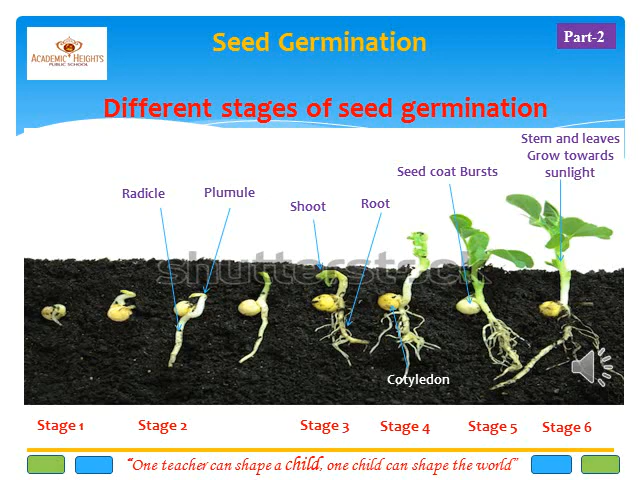 ACADEMIC HEIGHTS
PUBLIC SCHOOL
Seed Germination
Part-2
Different stages of seed germination
Stem and leaves
Grow towards
sunlight
Seed coat Bursts
Radicle
Plumule
Shoot
Root
shutterstock
Cotyledon
Stage 1
Stage 2
Stage 3
Stage 4
Stage 5
Stage 6
“One teacher can shape a child, one child can shape the world”